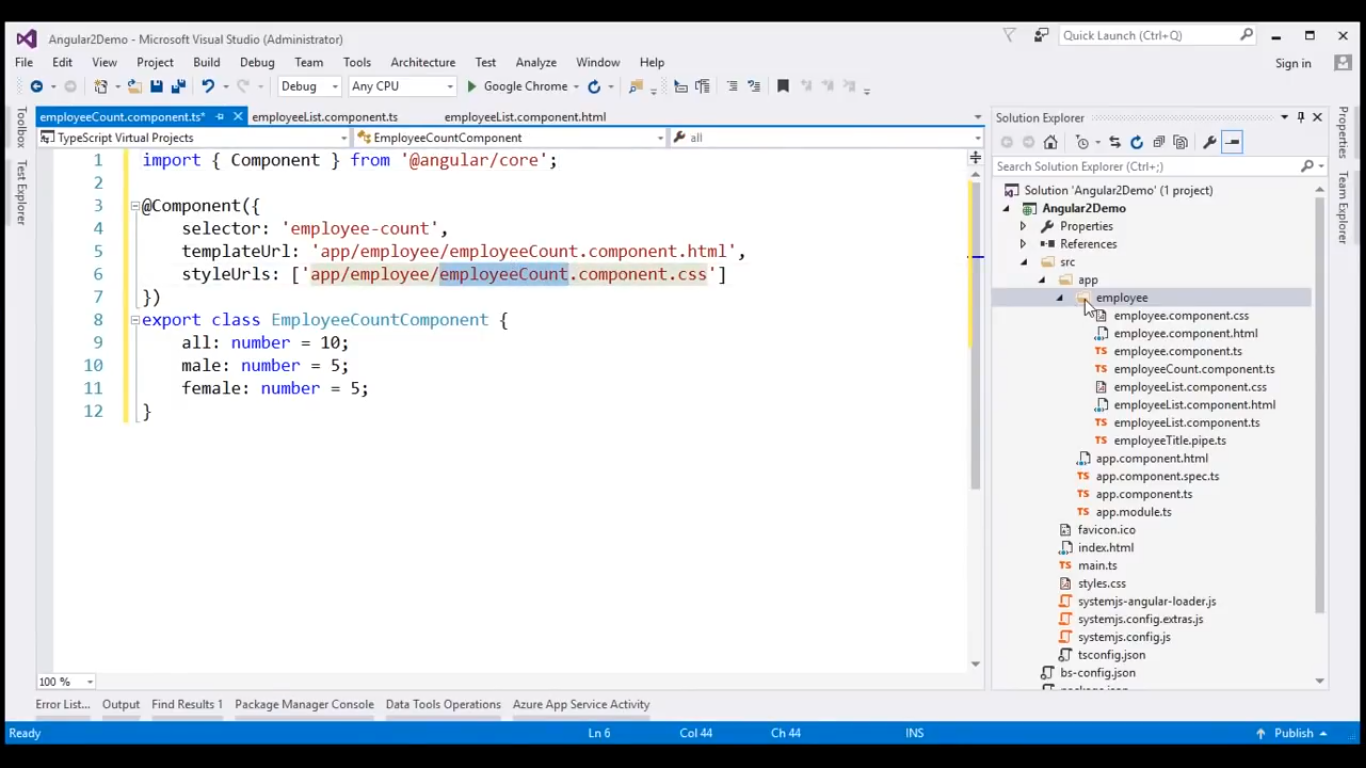 Angular2Demo - Microsoft Visual Studio (Administrator)
Quick Launch (Ctrl+Q)
File Edit View Project Build Debug Team Tools Architecture Test Analyze Window Help
Sign in
Debug Any CPU Google Chrome
employeeCount.component.ts* employeeList.component.ts employeeList.component.html
TypeScript Virtual Projects EmployeeCountComponent all
Toolbox
Test Explorer
1 import { Component } from '@angular/core';
2
3 @Component({
4 selector: 'employee-count',
5 templateUrl: 'app/employee/employeeCount.component.html',
6 styleUrls: ['app/employee/employeeCount.component.css']
7 })
8 export class EmployeeCountComponent {
9 all: number = 10;
10 male: number = 5;
11 female: number = 5;
12 }
100 %
Solution Explorer
Search Solution Explorer (Ctrl+;)
Solution 'Angular2Demo' (1 project)
Angular2Demo
Properties
References
src
app
employee
employee.component.css
employee.component.html
TS employee.component.ts
TS employeeCount.component.ts
employeeList.component.css
employeeList.component.html
TS employeeList.component.ts
TS employeeTitle.pipe.ts
app.component.html
TS app.component.spec.ts
TS app.component.ts
TS app.module.ts
favicon.ico
index.html
TS main.ts
styles.css
systemjs-angular-loader.js
systemjs.config.extras.js
systemjs.config.js
tsconfig.json
bs-config.json
Properties
Team Explorer
Error List... Output Find Results 1 Package Manager Console Data Tools Operations Azure App Service Activity
Ready Ln 6 Col 44 Ch 44 INS Publish